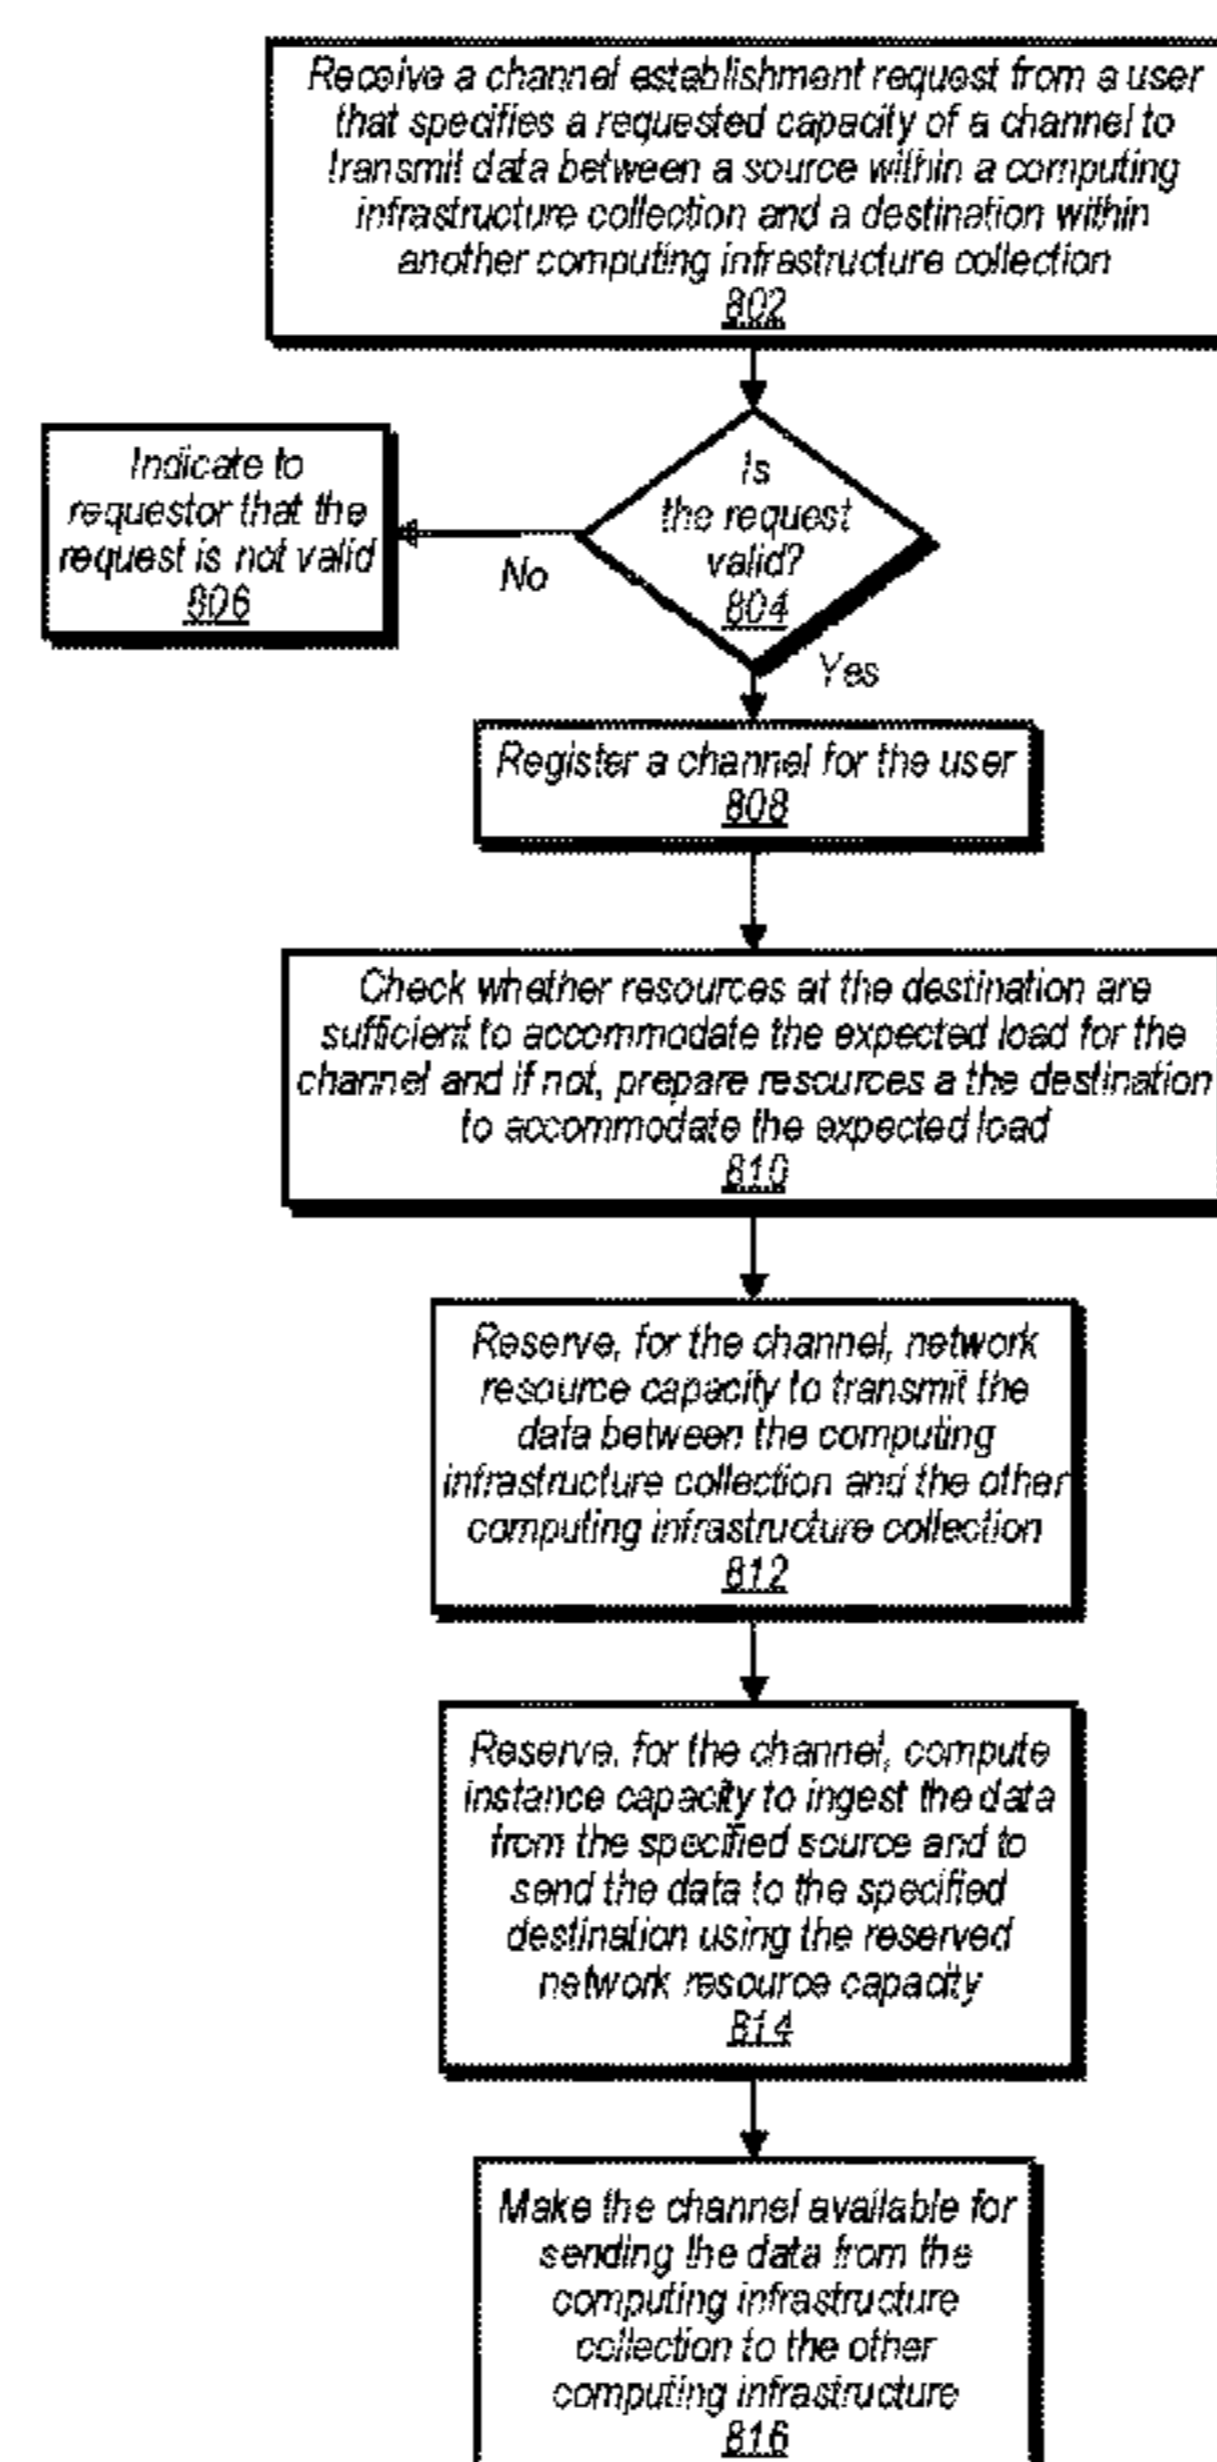 Receive a channel establishment request from a user
that specifies a requested capacity of a channel to
transmit data between a source within a computing
infrastructure collection and a destination within
another computing infrastructure collection
802
Is
the request
valid?
804
No
Indicate to
requestor that the
request is not valid
806
Yes
Register a channel for the user
808
Check whether resources at the destination are
sufficient to accommodate the expected load for the
channel and if not, prepare resources a the destination
to accommodate the expected load
810
Reserve, for the channel, network
resource capacity to transmit the
data between the computing
infrastructure collection and the other
computing infrastructure collection
812
Reserve, for the channel, compute
instance capacity to ingest the data
from the specified source and to
send the data to the specified
destination using the reserved
network resource capacity
814
Make the channel available for
sending the data from the
computing infrastructure
collection to the other
computing infrastructure
816